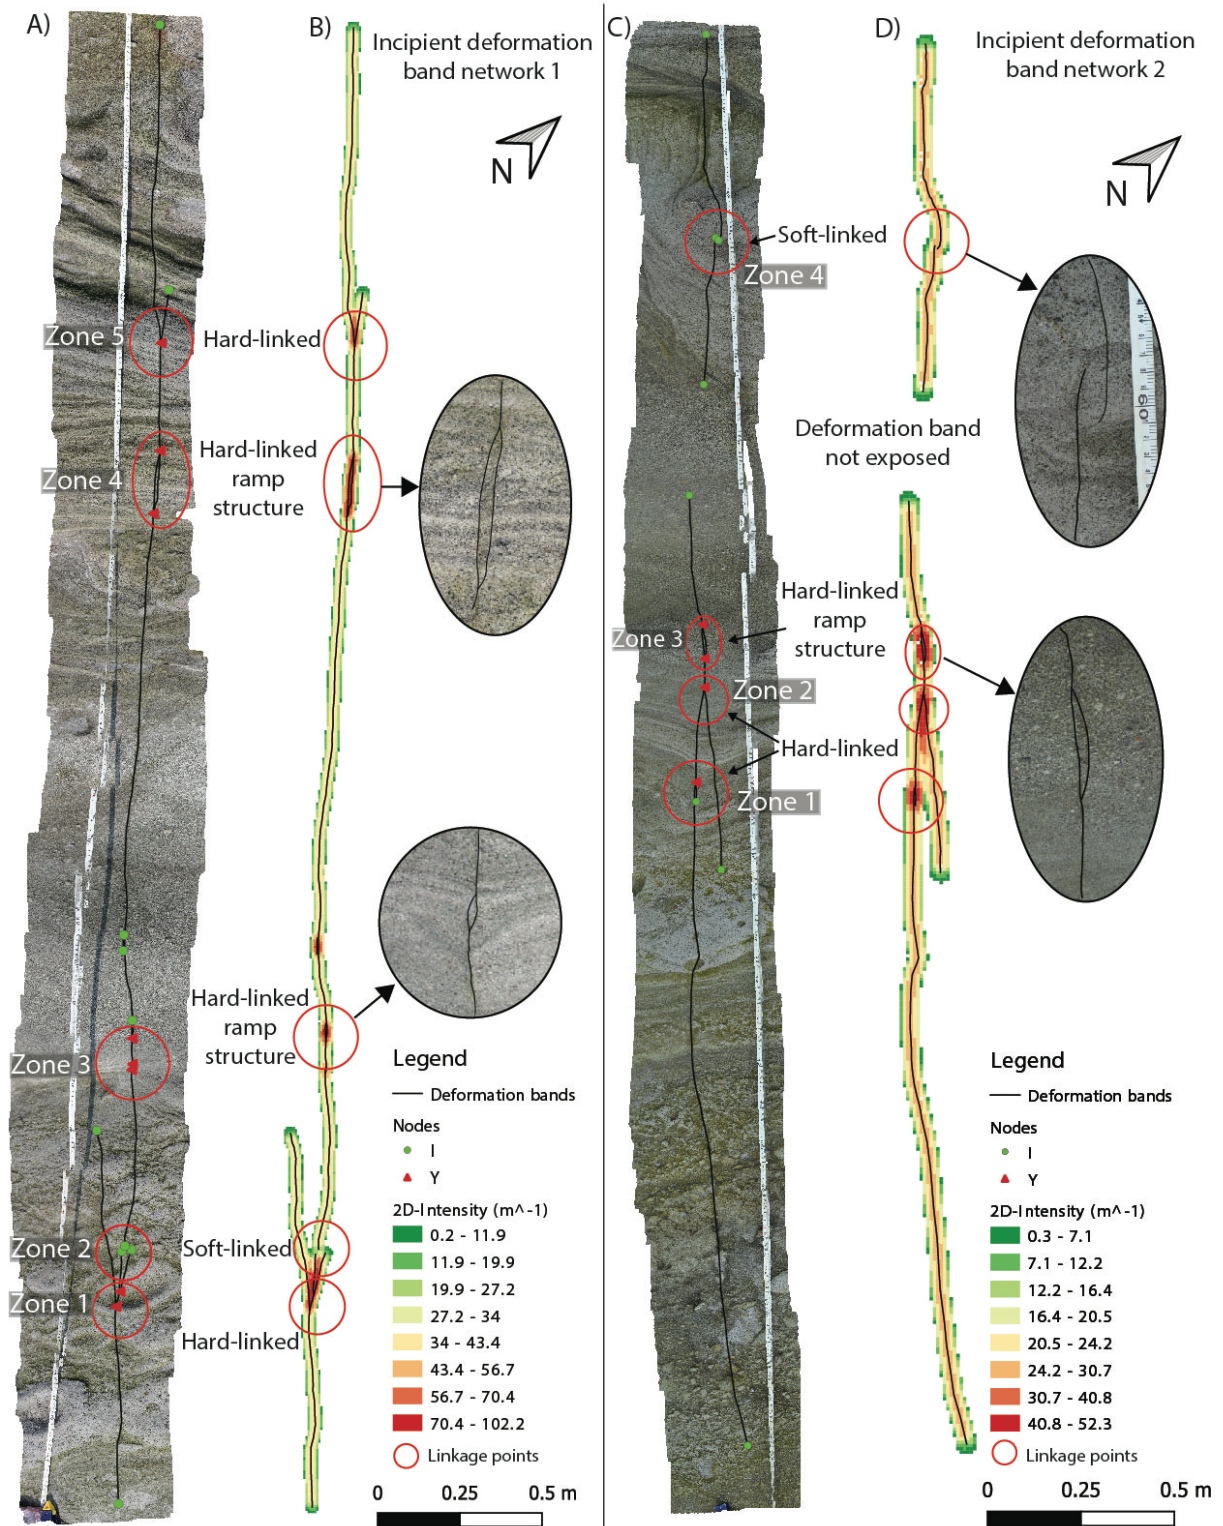 A)
B)
Incipient deformation
band network 1
N
Zone 5
Hard-linked
Zone 4
Hard-linked
ramp
structure
Zone 3
Hard-linked
ramp
structure
Zone 2
Soft-linked
Zone 1
Hard-linked
Legend
Deformation bands
Nodes
I
Y
2D-Intensity (m^-1)
0.2 - 11.9
11.9 - 19.9
19.9 - 27.2
27.2 - 34
34 - 43.4
43.4 - 56.7
56.7 - 70.4
70.4 - 102.2
Linkage points
0 0.25 0.5 m
C)
D)
Incipient deformation
band network 2
N
Soft-linked
Zone 4
60
Deformation band
not exposed
Hard-linked
ramp
structure
Zone 3
Zone 2
Hard-linked
Zone 1
Legend
Deformation bands
Nodes
I
Y
2D-Intensity (m^-1)
0.3 - 7.1
7.1 - 12.2
12.2 - 16.4
16.4 - 20.5
20.5 - 24.2
24.2 - 30.7
30.7 - 40.8
40.8 - 52.3
Linkage points
0 0.25 0.5 m